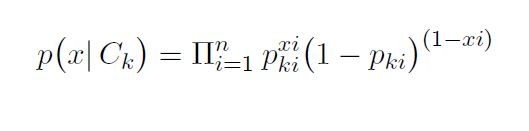 p(x| C_k) = Π_{i=1}^{n} p_{ki}^{xi} (1 − p_{ki})^{(1−xi)}